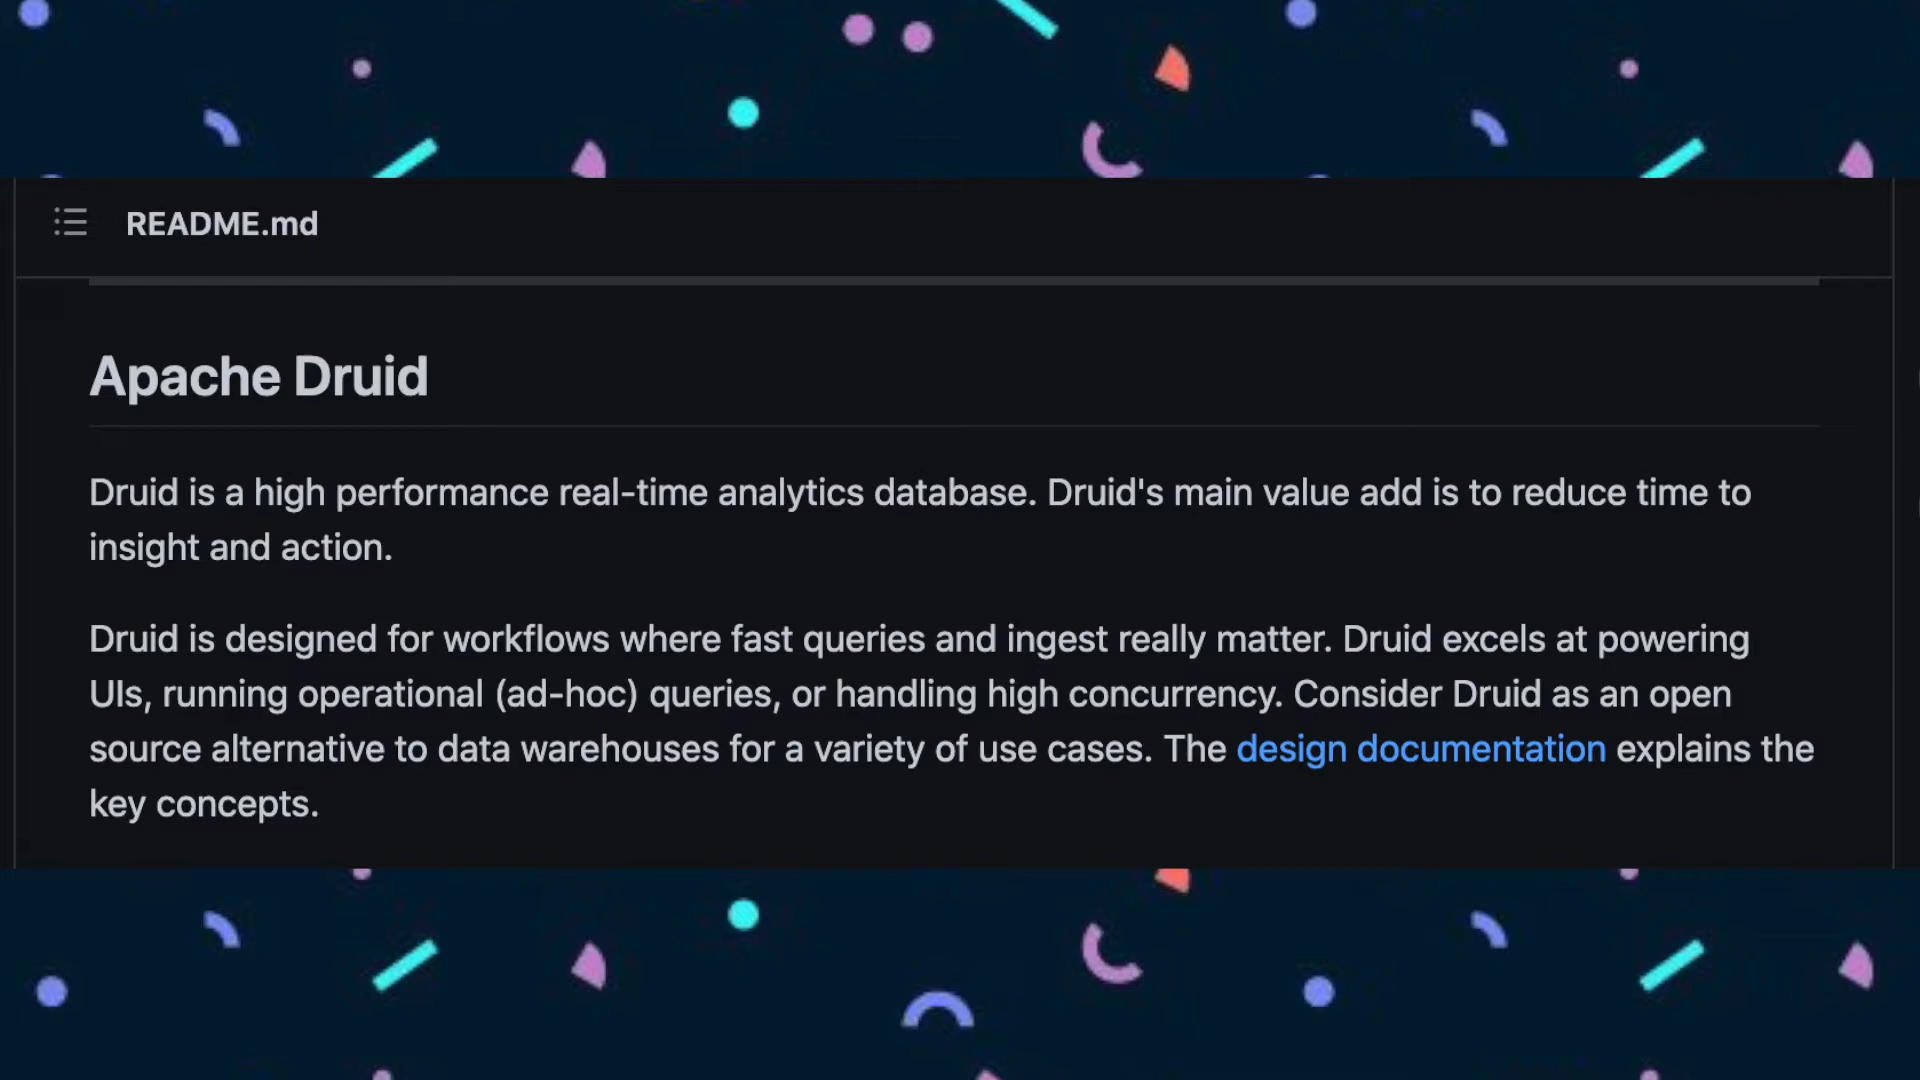 README.md
Apache Druid
Druid is a high performance real-time analytics database. Druid's main value add is to reduce time to
insight and action.
Druid is designed for workflows where fast queries and ingest really matter. Druid excels at powering
UIs, running operational (ad-hoc) queries, or handling high concurrency. Consider Druid as an open
source alternative to data warehouses for a variety of use cases. The design documentation explains the
key concepts.